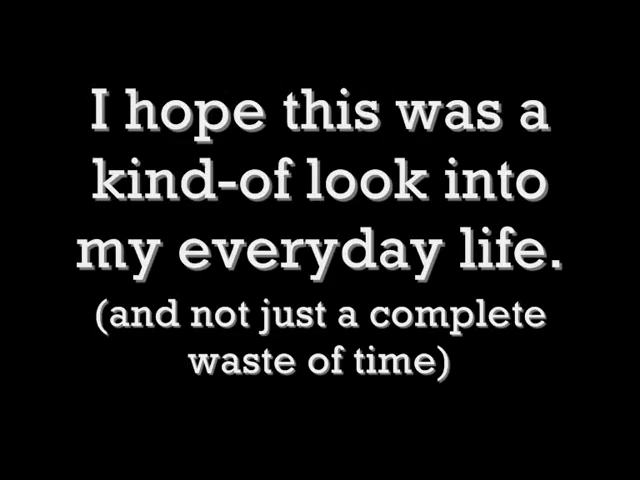 I hope this was a
kind-of look into
my everyday life.
(and not just a complete
waste of time)